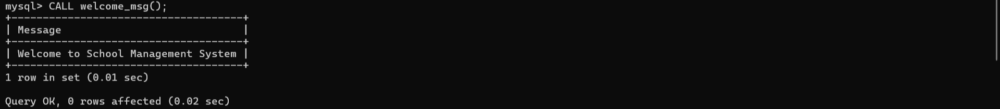 mysql> CALL welcome_msg();
+-------------------------------------+
| Message                             |
+-------------------------------------+
| Welcome to School Management System |
+-------------------------------------+
1 row in set (0.01 sec)
Query OK, 0 rows affected (0.02 sec)